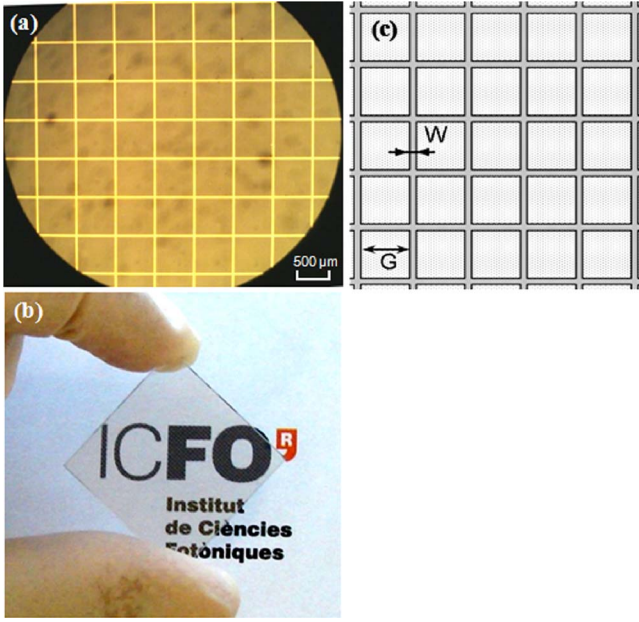 (a)
500 µm
(c)
W
G
(b)
ICFO R
Institut
de Ciències
Fotòniques